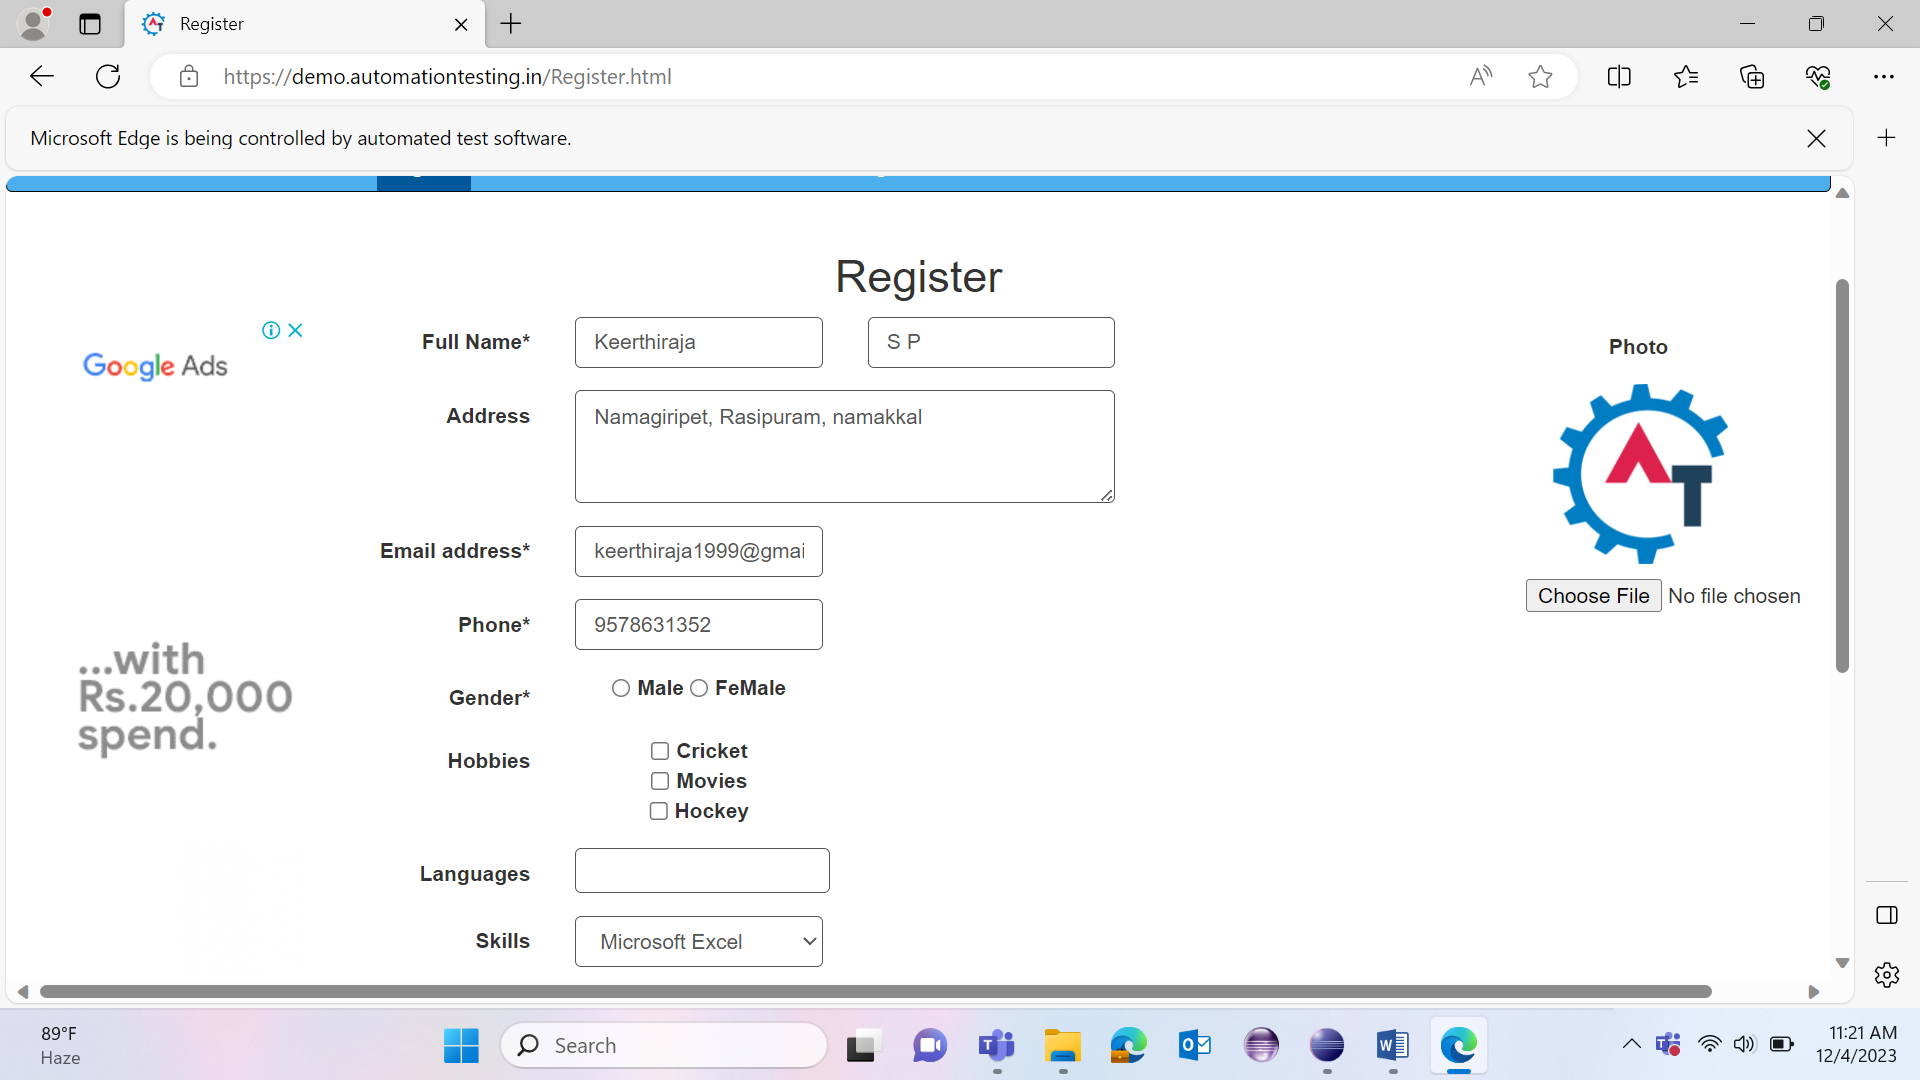 Register
https://demo.automationtesting.in/Register.html
Microsoft Edge is being controlled by automated test software.
Register
Full Name*
Keerthiraja
S P
Photo
Google Ads
Address
Namagiripet, Rasipuram, namakkal
AT
Email address*
keerthiraja1999@gmai
Choose File No file chosen
Phone*
9578631352
...with
Rs.20,000
spend.
Gender*
Male
FeMale
Hobbies
Cricket
Movies
Hockey
Languages
Skills
Microsoft Excel
89°F
Haze
Search
11:21 AM
12/4/2023